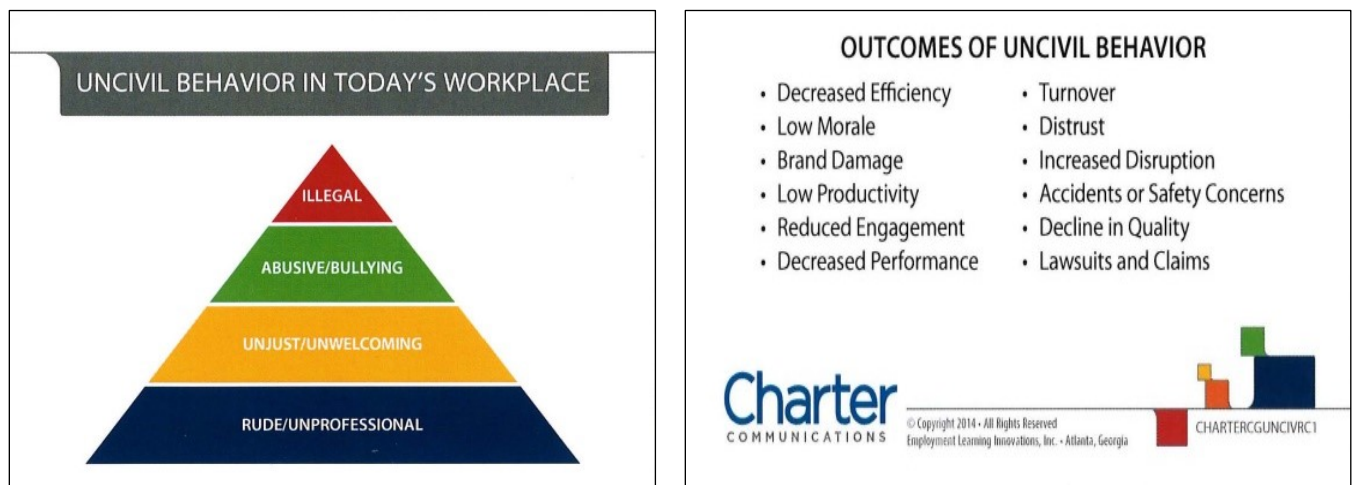 UNCIVIL BEHAVIOR IN TODAY'S WORKPLACE
ILLEGAL
ABUSIVE/BULLYING
UNJUST/UNWELCOMING
RUDE/UNPROFESSIONAL
OUTCOMES OF UNCIVIL BEHAVIOR
• Decreased Efficiency
• Low Morale
• Brand Damage
• Low Productivity
• Reduced Engagement
• Decreased Performance
• Turnover
• Distrust
• Increased Disruption
• Accidents or Safety Concerns
• Decline in Quality
• Lawsuits and Claims
Charter
COMMUNICATIONS
© Copyright 2014 • All Rights Reserved
Employment Learning Innovations, Inc. • Atlanta, Georgia
CHARTERCGUNCIVRC1